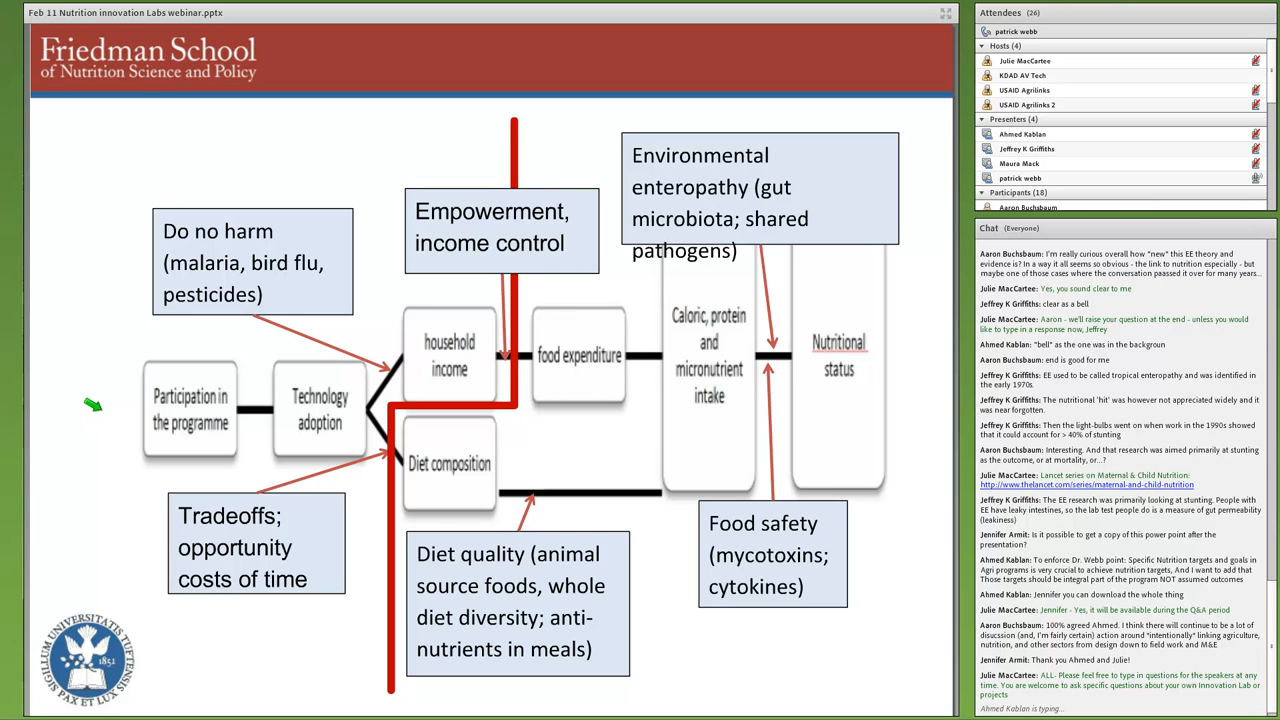 Feb 11 Nutrition innovation Labs webinar.pptx
Friedman School
of Nutrition Science and Policy
Do no harm
(malaria, bird flu,
pesticides)
Empowerment,
income control
Environmental
enteropathy (gut
microbiota; shared
pathogens)
Participation in
the programme
Technology
adoption
household
income
food expenditure
Caloric, protein
and
micronutrient
intake
Nutritional
status
Diet composition
Tradeoffs;
opportunity
costs of time
Diet quality (animal
source foods, whole
diet diversity; anti-
nutrients in meals)
Food safety
(mycotoxins;
cytokines)
SIGILLUM UNIVERSITATIS TUFTENSIS
PAX ET LUX
1852
Attendees (26)
patrick webb
Hosts (4)
Julie MacCartee
KDAD AV Tech
USAID Agrilinks
USAID Agrilinks 2
Presenters (4)
Ahmed Kablan
Jeffrey K Griffiths
Maura Mack
patrick webb
Participants (18)
Aaron Buchsbaum
Chat (Everyone)
Aaron Buchsbaum: I'm really curious overall how "new" this EE theory and
evidence is? In a way it all seems so obvious - the link to nutrition especially - but
maybe one of those cases where the conversation passed it over for many years...
Julie MacCartee: Yes, you sound clear to me
Jeffrey K Griffiths: clear as a bell
Julie MacCartee: Aaron - we'll raise your question at the end - unless you would
like to type in a response now, Jeffrey
Ahmed Kablan: "bell" as the one was in the backgroun
Aaron Buchsbaum: end is good for me
Jeffrey K Griffiths: EE used to be called tropical enteropathy and was identified in
the early 1970s.
Jeffrey K Griffiths: The nutritional 'hit' was however not appreciated widely and it
was near forgotten.
Jeffrey K Griffiths: Then the light-bulbs went on when work in the 1990s showed
that it could account for > 40% of stunting
Aaron Buchsbaum: Interesting. And that research was aimed primarily at stunting
as the outcome, or at mortality, or...?
Julie MacCartee: Lancet series on Maternal & Child Nutrition:
http://www.thelancet.com/series/maternal-and-child-nutrition
Jeffrey K Griffiths: The EE research was primarily looking at stunting. People with
EE have leaky intestines, so the lab test people do is a measure of gut permeability
(leakiness)
Jennifer Armit: Is it possible to get a copy of this power point after the
presentation?
Ahmed Kablan: To enforce Dr. Webb point: Specific Nutrition targets and goals in
Agri programs is very crucial to achieve nutrition targets, And I want to add that
Those targets should be integral part of the program NOT assumed outcomes
Ahmed Kablan: Jennifer you can download the whole thing
Julie MacCartee: Jennifer - Yes, it will be available during the Q&A period
Aaron Buchsbaum: 100% agreed Ahmed. I think there will continue to be a lot of
disucssion (and, I'm fairly certain) action around "intentionally" linking agriculture,
nutrition, and other sectors from design down to field work and M&E
Jennifer Armit: Thank you Ahmed and Julie!
Julie MacCartee: ALL- Please feel free to type in questions for the speakers at any
time. You are welcome to ask specific questions about your own Innovation Lab or
projects
Ahmed Kablan is typing...